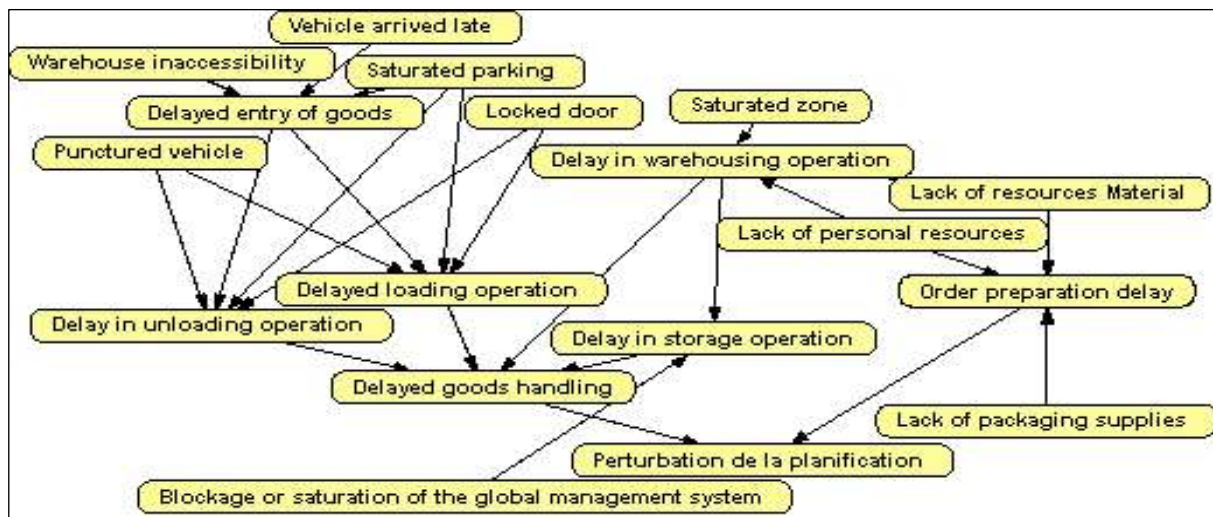 Vehicle arrived late
Warehouse inaccessibility
Saturated parking
Delayed entry of goods
Locked door
Saturated zone
Punctured vehicle
Delay in warehousing operation
Lack of resources Material
Lack of personal resources
Delayed loading operation
Order preparation delay
Delay in unloading operation
Delay in storage operation
Delayed goods handling
Lack of packaging supplies
Perturbation de la planification
Blockage or saturation of the global management system